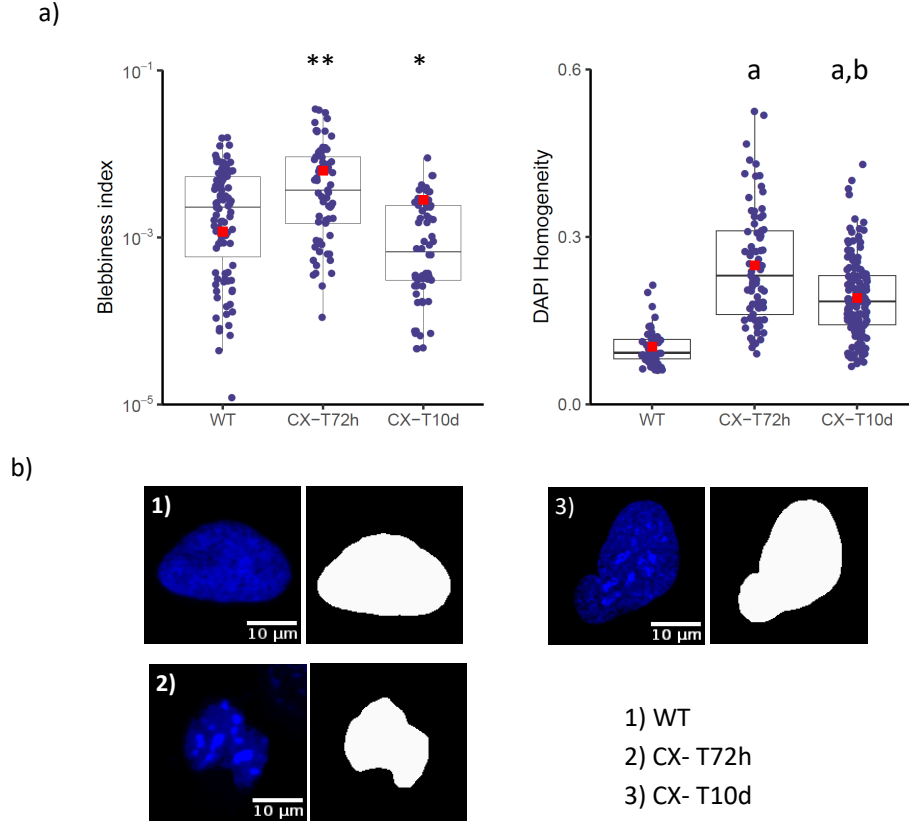 a)
**
*
10⁻¹
10⁻³
10⁻⁵
Blebbiness index
WT
CX−T72h
CX−T10d
a
a,b
0.6
0.3
0.0
DAPI Homogeneity
WT
CX−T72h
CX−T10d
b)
1)
10 µm
3)
10 µm
2)
10 µm
1) WT
2) CX- T72h
3) CX- T10d